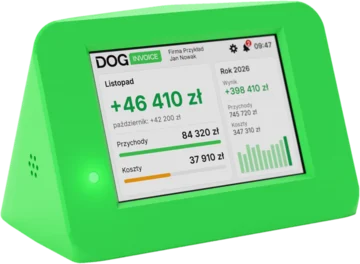 DOG INVOICE
Firma Przykład
Jan Nowak
2
09:47
Listopad
+46 410 zł
październik: +42 200 zł
Przychody
84 320 zł
Koszty
37 910 zł
Rok 2026
Wynik
+398 410 zł
Przychody
745 720 zł
Koszty
347 310 zł